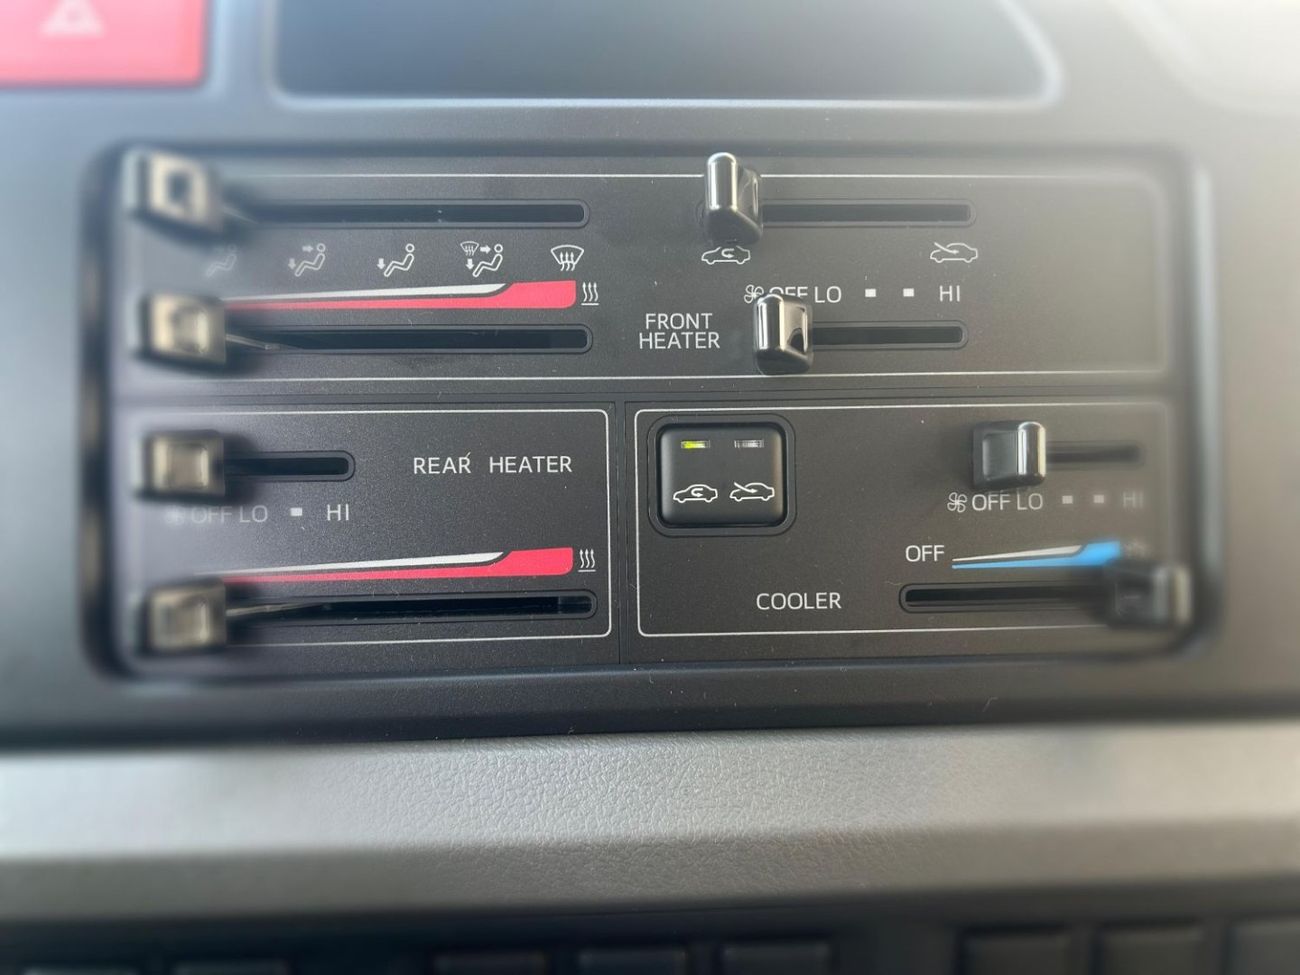 OFF LO HI
FRONT
HEATER
REAR HEATER
OFF LO HI
OFF LO HI
OFF
COOLER